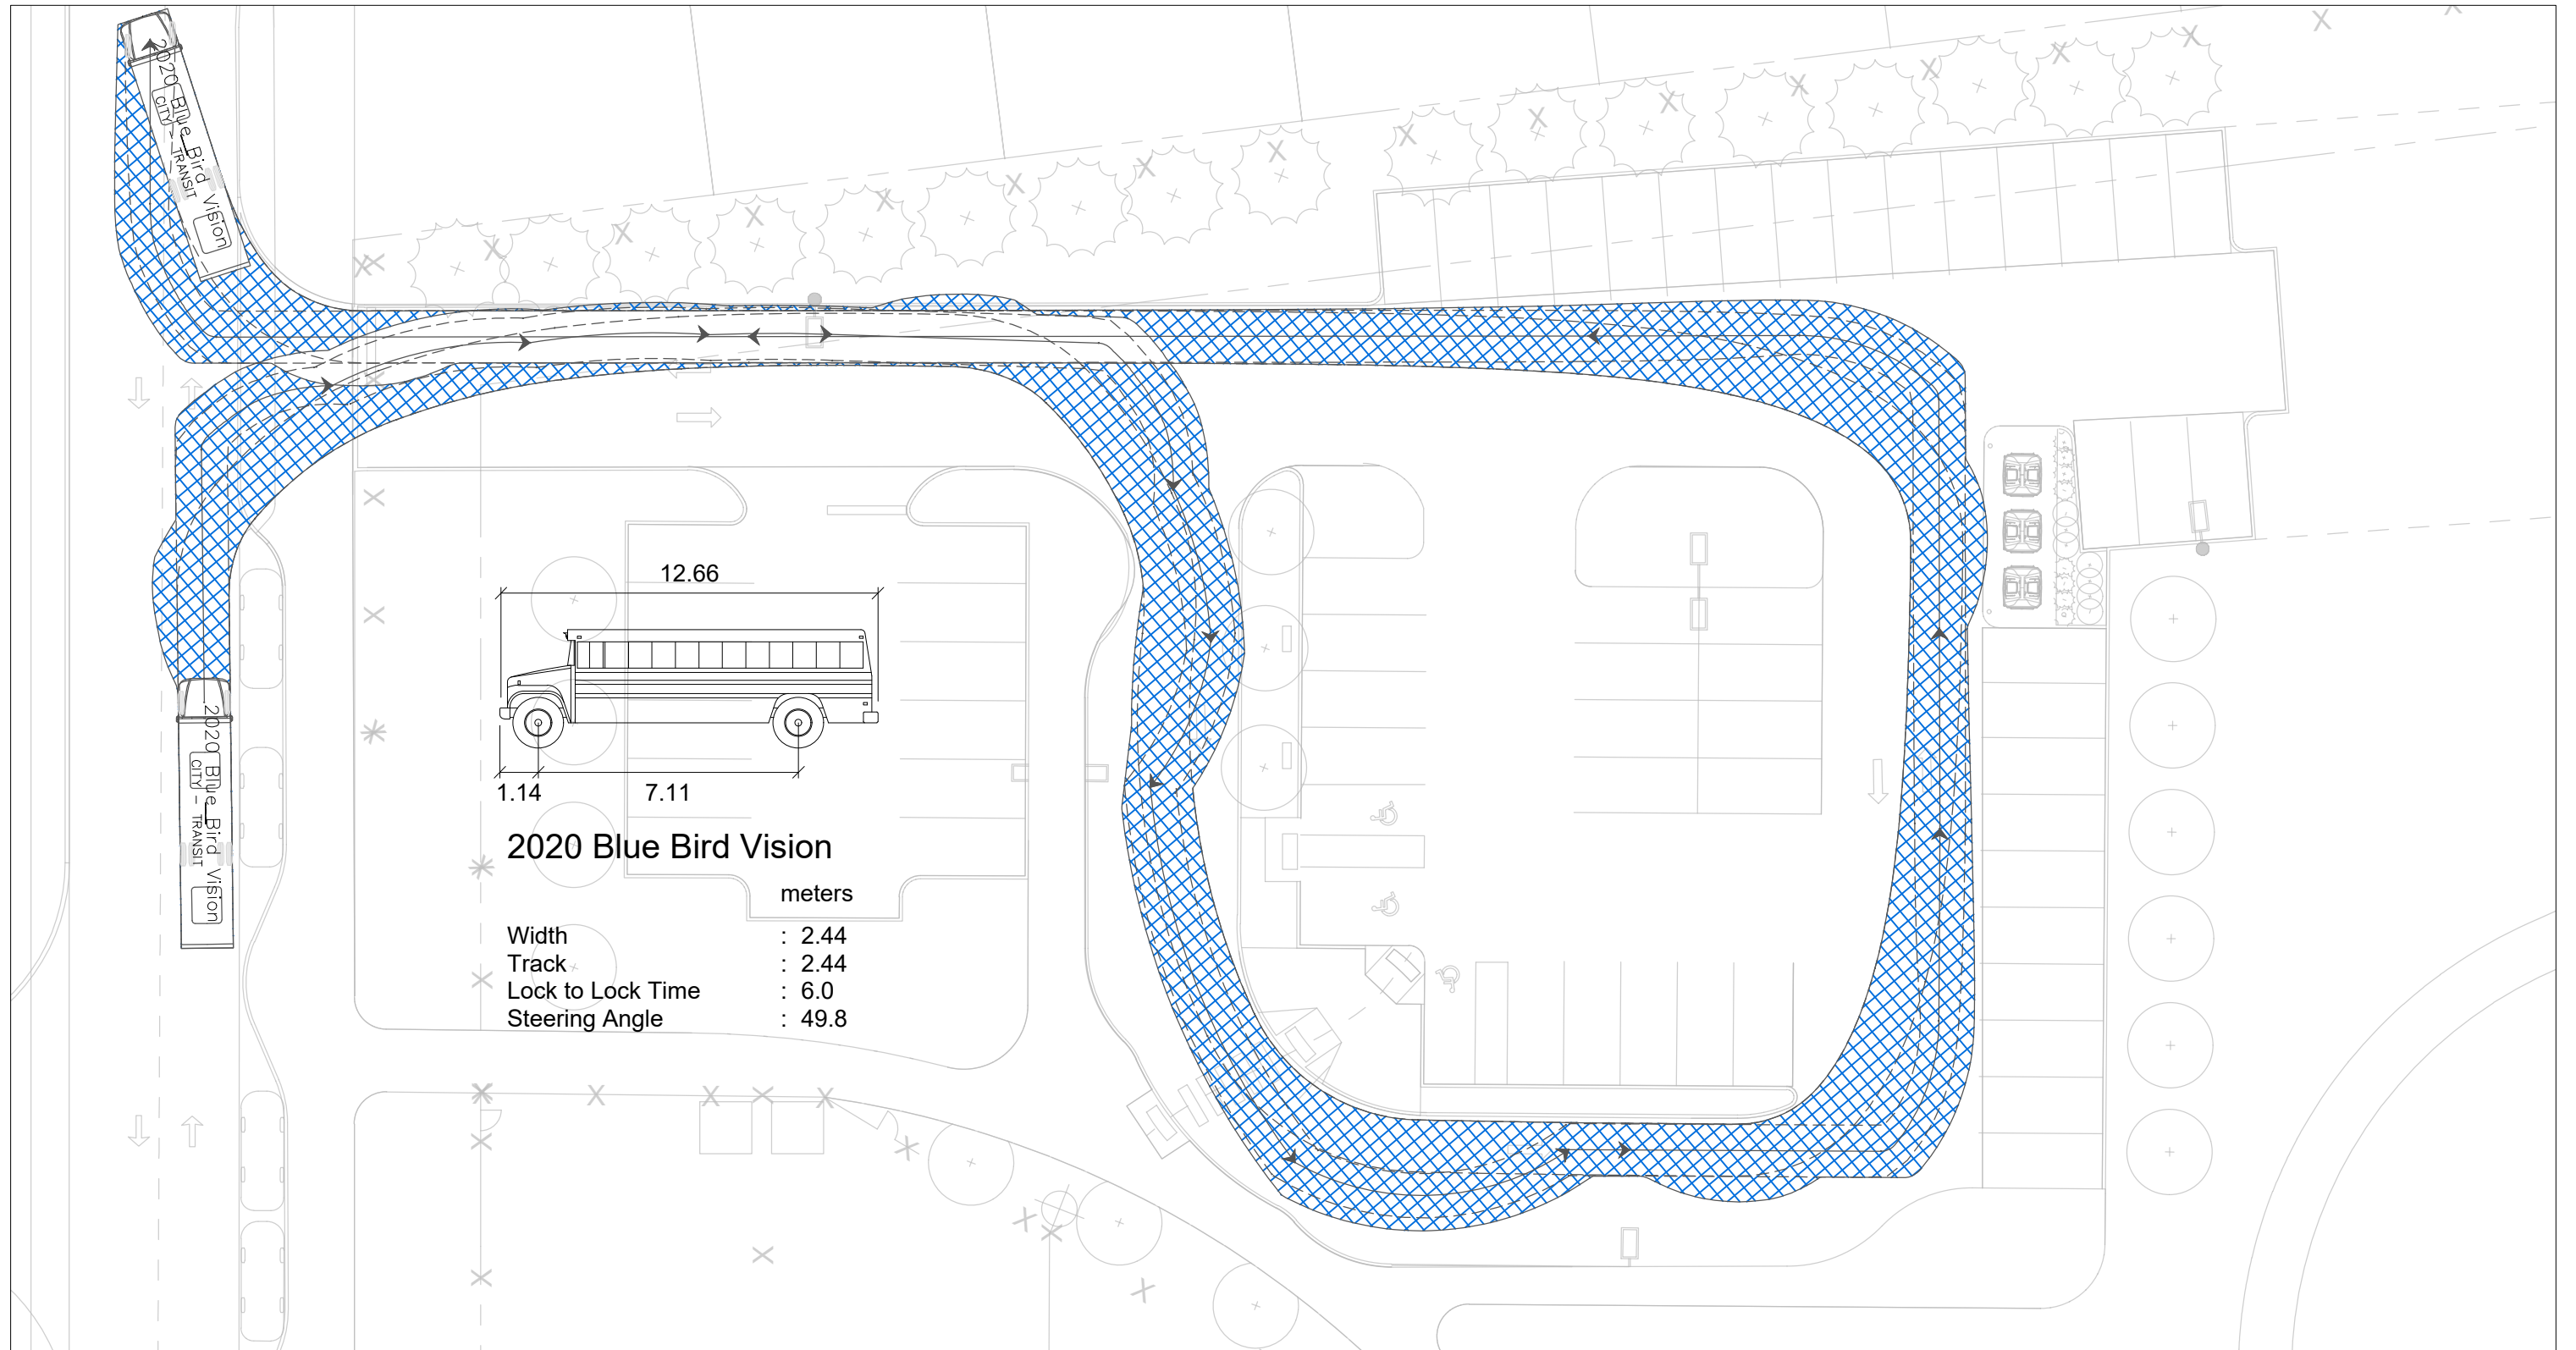 2020 Blue Bird Vision
CITY - TRANSIT
12.66
1.14
7.11
2020 Blue Bird Vision
meters
Width : 2.44
Track : 2.44
Lock to Lock Time : 6.0
Steering Angle : 49.8
2020 Blue Bird Vision
CITY - TRANSIT